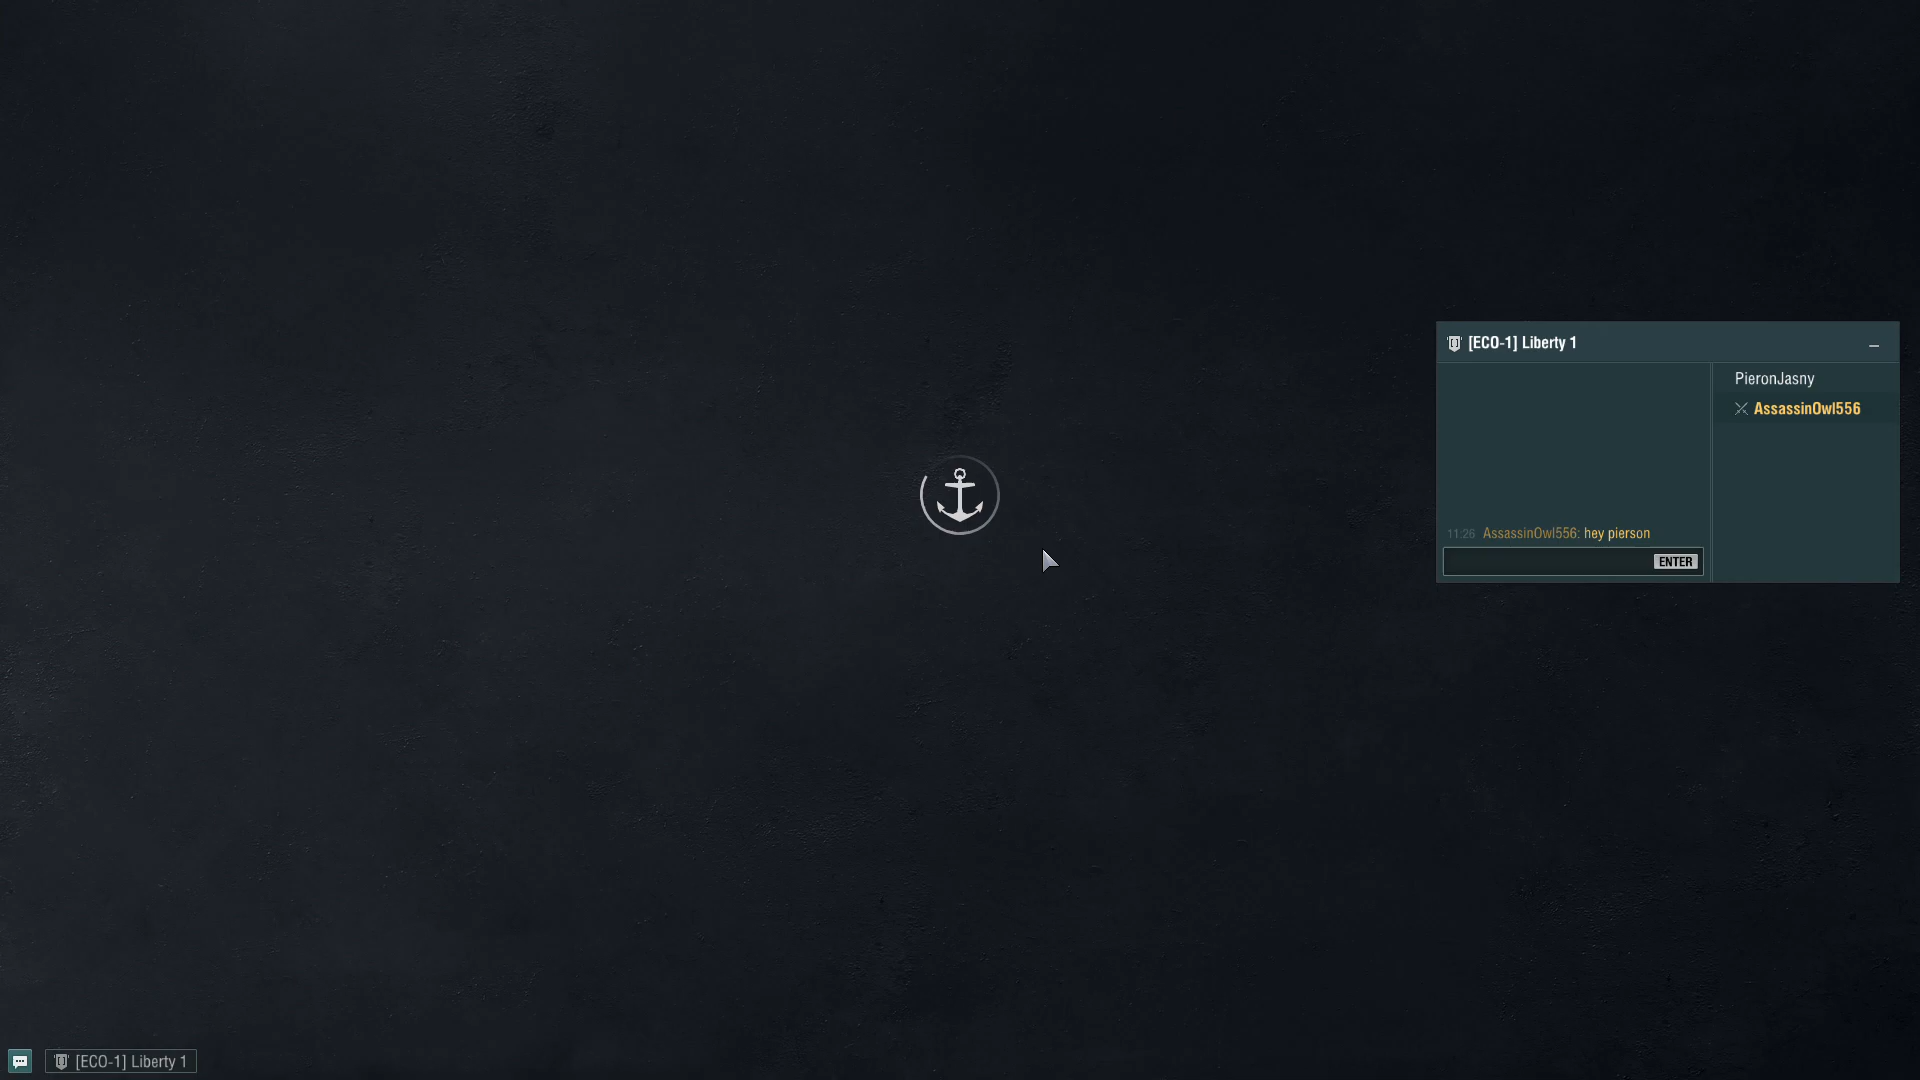 [ECO-1] Liberty 1
PieronJasny
AssassinOwl556
11:26 AssassinOwl556: hey pierson
ENTER
[ECO-1] Liberty 1